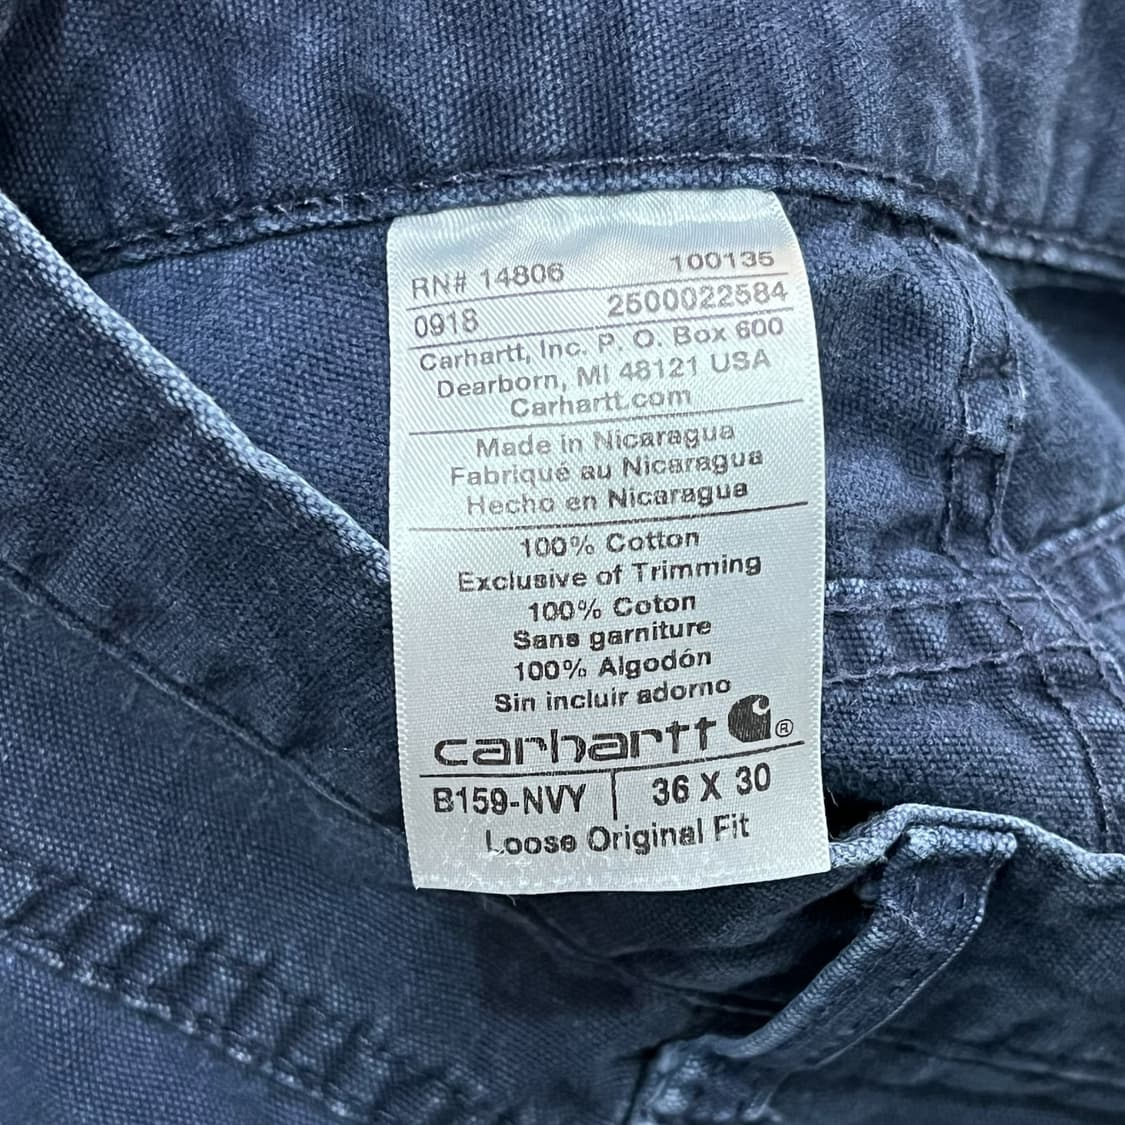 RN# 14806 100135
0918 2500022584
Carhartt, Inc. P. O. Box 600
Dearborn, MI 48121 USA
Carhartt.com
Made in Nicaragua
Fabriqué au Nicaragua
Hecho en Nicaragua
100% Cotton
Exclusive of Trimming
100% Coton
Sans garniture
100% Algodón
Sin incluir adorno
carhartt ®
B159-NVY 36 X 30
Loose Original Fit